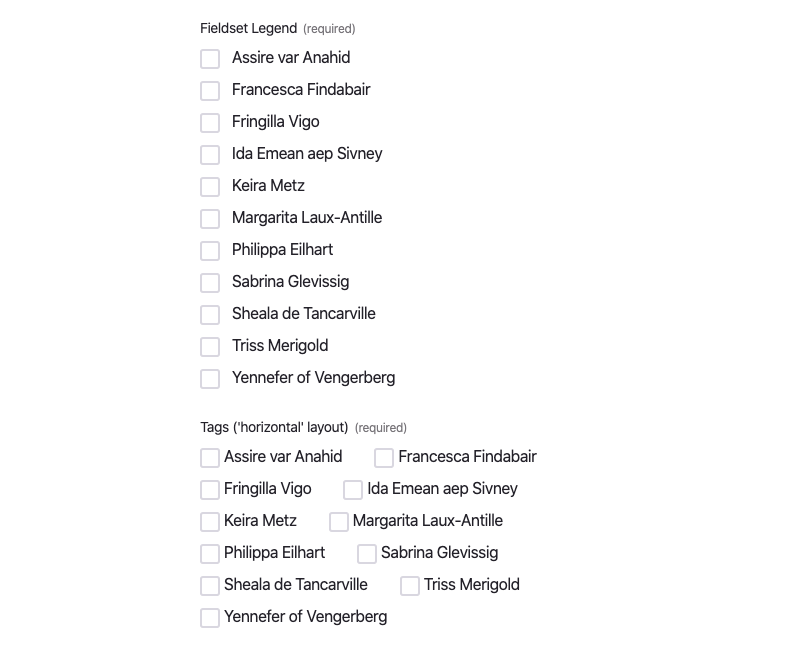 Fieldset Legend (required)
Assire var Anahid
Francesca Findabair
Fringilla Vigo
Ida Emean aep Sivney
Keira Metz
Margarita Laux-Antille
Philippa Eilhart
Sabrina Glevissig
Sheala de Tancarville
Triss Merigold
Yennefer of Vengerberg
Tags ('horizontal' layout) (required)
Assire var Anahid Francesca Findabair
Fringilla Vigo Ida Emean aep Sivney
Keira Metz Margarita Laux-Antille
Philippa Eilhart Sabrina Glevissig
Sheala de Tancarville Triss Merigold
Yennefer of Vengerberg